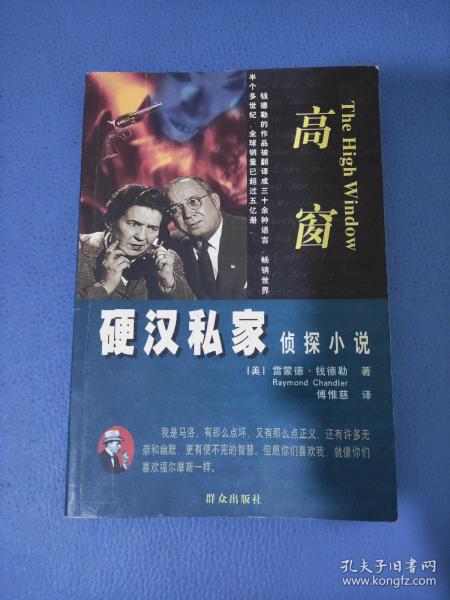 高窗
The High Window
钱德勒的作品被翻译成三十余种语言，畅销世界
半个多世纪，全球销量已超过五亿册。
硬汉私家 侦探小说
[美] 雷蒙德·钱德勒 著
Raymond Chandler
傅惟慈 译
我是马洛，有那么点坏，又有那么点正义，还有许多无
奈和幽默，更有使不完的智慧。但愿你们喜欢我，就像你们
喜欢福尔摩斯一样。
群众出版社
孔夫子旧书网
www.kongfz.com